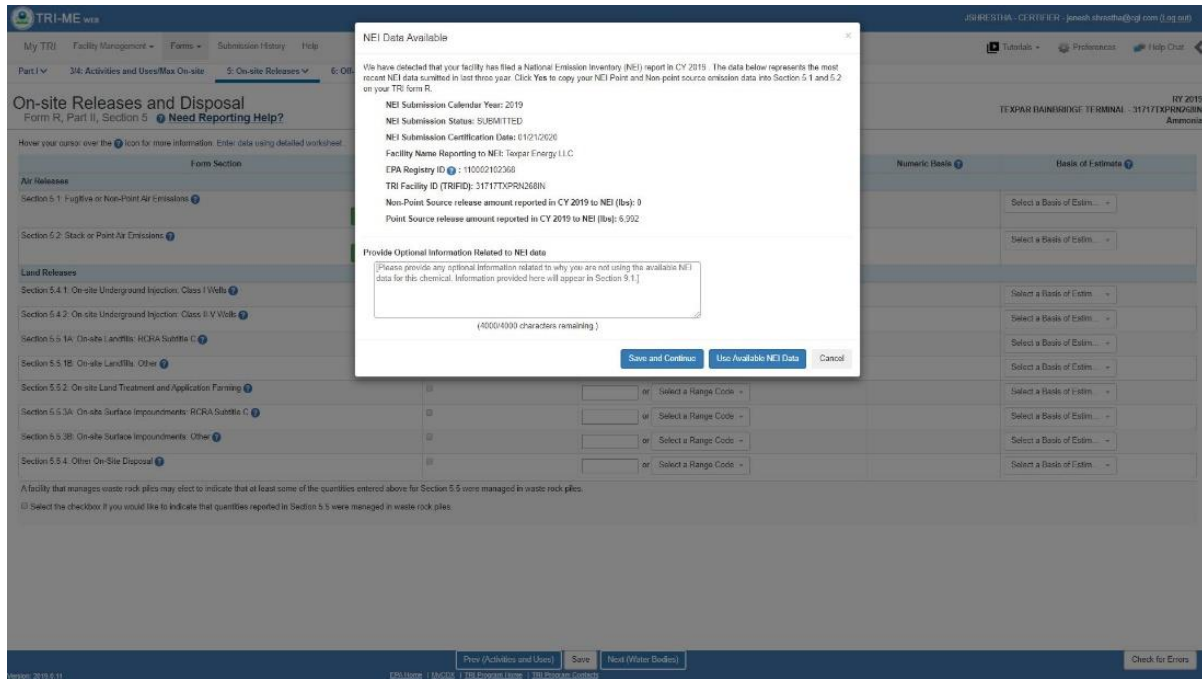 TRI-ME WEB
JSHRESTHA - CERTIFIER - jenesh.shrestha@cgi.com (Log out)
My TRI Facility Management Forms Submission History Help
Tutorials Preferences Help Chat
Part I 3/4: Activities and Uses/Max On-site 5: On-site Releases 6: Off-
On-site Releases and Disposal
Form R, Part II, Section 5 Need Reporting Help?
RY 2019
TEXPAR BAINBRIDGE TERMINAL - 31717TXPRN268IN
Ammonia
Hover your cursor over the ? icon for more information. Enter data using detailed worksheet.
Form Section
Numeric Basis ?
Basis of Estimate ?
Air Releases
Section 5.1: Fugitive or Non-Point Air Emissions ?
Select a Basis of Estim...
Section 5.2: Stack or Point Air Emissions ?
Select a Basis of Estim...
Land Releases
Section 5.4.1: On-site Underground Injection: Class I Wells ?
Select a Basis of Estim...
Section 5.4.2: On-site Underground Injection: Class II-V Wells ?
Select a Basis of Estim...
Section 5.5.1A: On-site Landfills: RCRA Subtitle C ?
Select a Basis of Estim...
Section 5.5.1B: On-site Landfills: Other ?
Select a Basis of Estim...
Section 5.5.2: On-site Land Treatment and Application Farming ?
or Select a Range Code
Select a Basis of Estim...
Section 5.5.3A: On-site Surface Impoundments: RCRA Subtitle C ?
or Select a Range Code
Select a Basis of Estim...
Section 5.5.3B: On-site Surface Impoundments: Other ?
or Select a Range Code
Select a Basis of Estim...
Section 5.5.4: Other On-Site Disposal ?
or Select a Range Code
Select a Basis of Estim...
A facility that manages waste rock piles may elect to indicate that at least some of the quantities entered above for Section 5.5 were managed in waste rock piles.
Select the checkbox if you would like to indicate that quantities reported in Section 5.5 were managed in waste rock piles.
NEI Data Available
×
We have detected that your facility has filed a National Emission Inventory (NEI) report in CY 2019 . The data below represents the most
recent NEI data sumitted in last three year. Click Yes to copy your NEI Point and Non-point source emission data into Section 5.1 and 5.2
on your TRI form R.
NEI Submission Calendar Year: 2019
NEI Submission Status: SUBMITTED
NEI Submission Certification Date: 01/21/2020
Facility Name Reporting to NEI: Texpar Energy LLC
EPA Registry ID ? : 110002102368
TRI Facility ID (TRIFID): 31717TXPRN268IN
Non-Point Source release amount reported in CY 2019 to NEI (lbs): 0
Point Source release amount reported in CY 2019 to NEI (lbs): 6,992
Provide Optional Information Related to NEI data
[Please provide any optional information related to why you are not using the available NEI
data for this chemical. Information provided here will appear in Section 9.1.]
(4000/4000 characters remaining.)
Save and Continue Use Available NEI Data Cancel
Prev (Activities and Uses) Save Next (Water Bodies)
Check for Errors
EPA Home | MyCDX | TRI Program Home | TRI Program Contacts